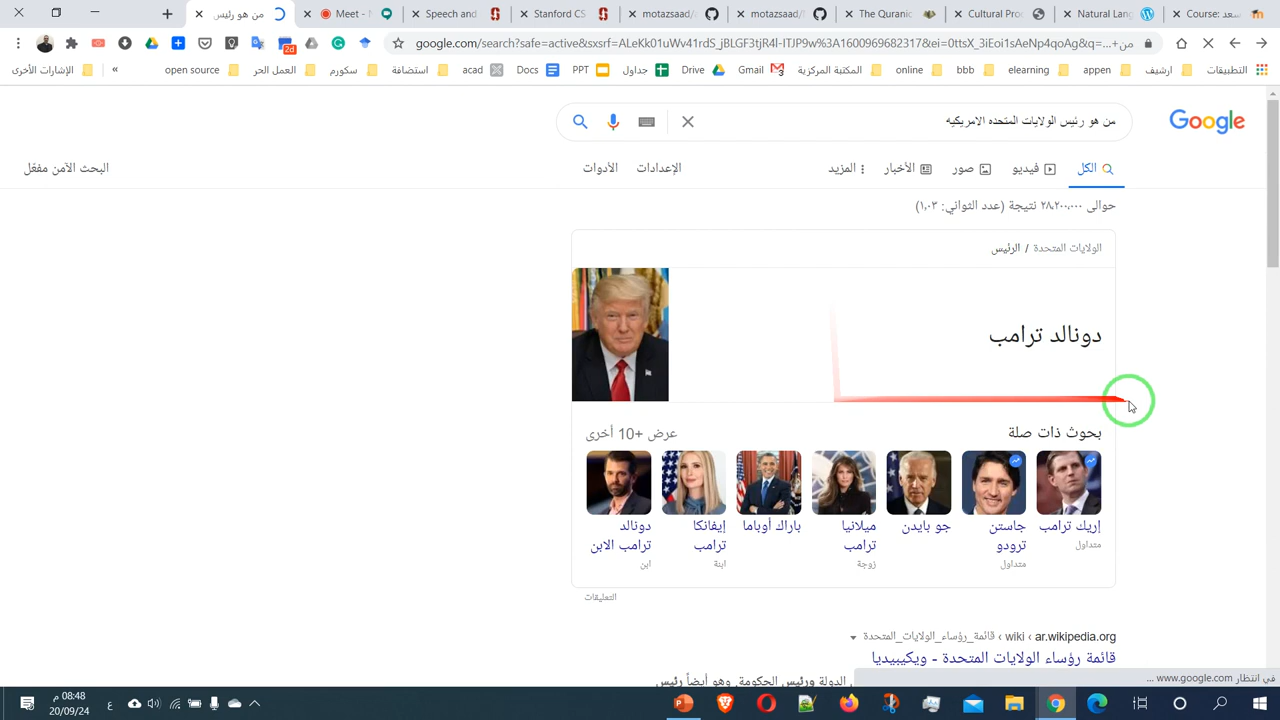 من هو رئيس
Meet - N
Speech and
Stanford CS
motazsaad/
motazsaad/
The Quranic
Cultural Pro
Natural Lang
Course: سعد
google.com/search?safe=active&sxsrf=ALeKk01uWv41rdS_jBLGF3tjR4l-ITJP9w%3A1600969682317&ei=0ttsX_3tEoi1sAeNp4qoAg&q=من+...
التطبيقات
ارشيف
appen
elearning
bbb
online
المكتبة المركزية
Gmail
Drive
جداول
PPT
Docs
acad
استضافة
سكورم
العمل الحر
open source
«
الإشارات الأخرى
2d
Google
من هو رئيس الولايات المتحده الامريكيه
الكل
فيديو
صور
الأخبار
المزيد
الإعدادات
الأدوات
البحث الآمن مفعّل
حوالى ٢٨،٢٠٠،٠٠٠ نتيجة (عدد الثواني: ١،٠٣)
الولايات المتحدة / الرئيس
دونالد ترامب
بحوث ذات صلة
عرض +10 أخرى
إريك ترامب
متداول
جاستن
ترودو
متداول
جو بايدن
ميلانيا
ترامب
زوجة
باراك أوباما
إيفانكا
ترامب
ابنة
دونالد
ترامب الابن
ابن
التعليقات
ar.wikipedia.org › wiki › قائمة_رؤساء_الولايات_المتحدة
قائمة رؤساء الولايات المتحدة - ويكيبيديا
الدولة ورئيس الحكومة. وهو أيضاً رئيس
في انتظار www.google.com ...
08:48 م
20/09/24
ع